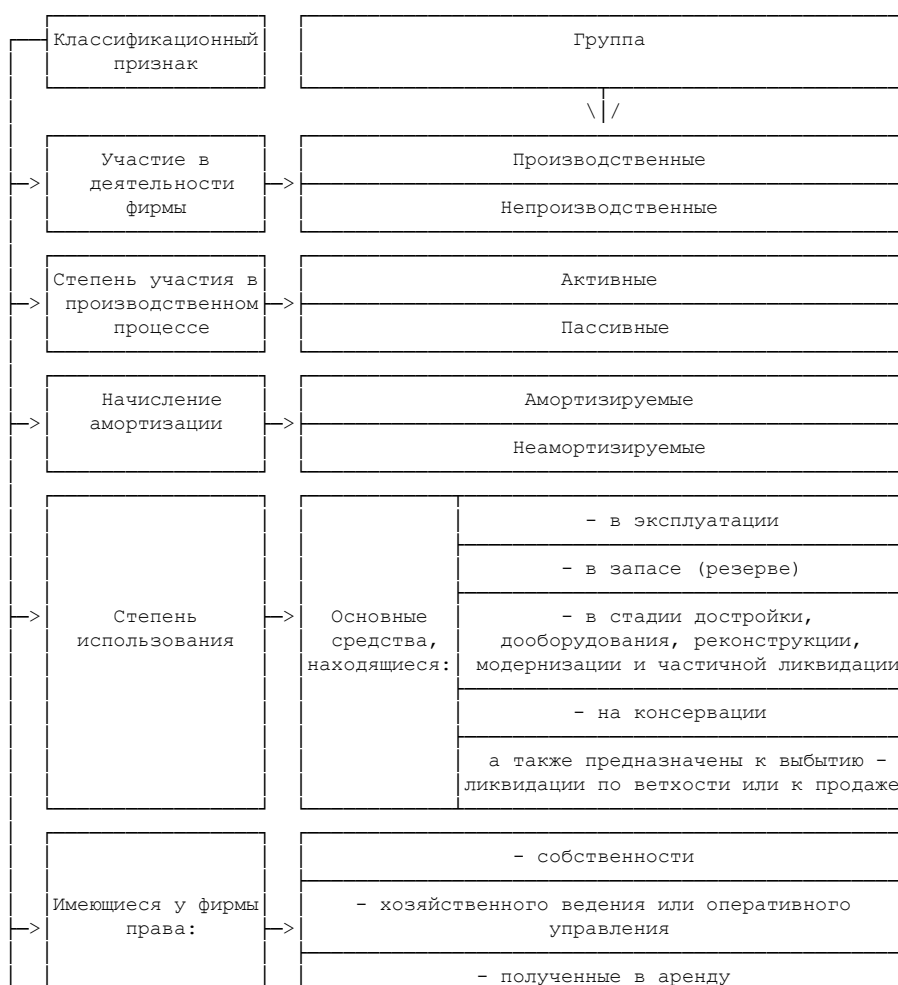 Классификационный признак
Группа
Участие в деятельности фирмы
Производственные
Непроизводственные
Степень участия в производственном процессе
Активные
Пассивные
Начисление амортизации
Амортизируемые
Неамортизируемые
Степень использования
Основные средства, находящиеся:
- в эксплуатации
- в запасе (резерве)
- в стадии достройки,
дооборудования, реконструкции,
модернизации и частичной ликвидации
- на консервации
а также предназначены к выбытию -
ликвидации по ветхости или к продаже
Имеющиеся у фирмы права:
- собственности
- хозяйственного ведения или оперативного
управления
- полученные в аренду